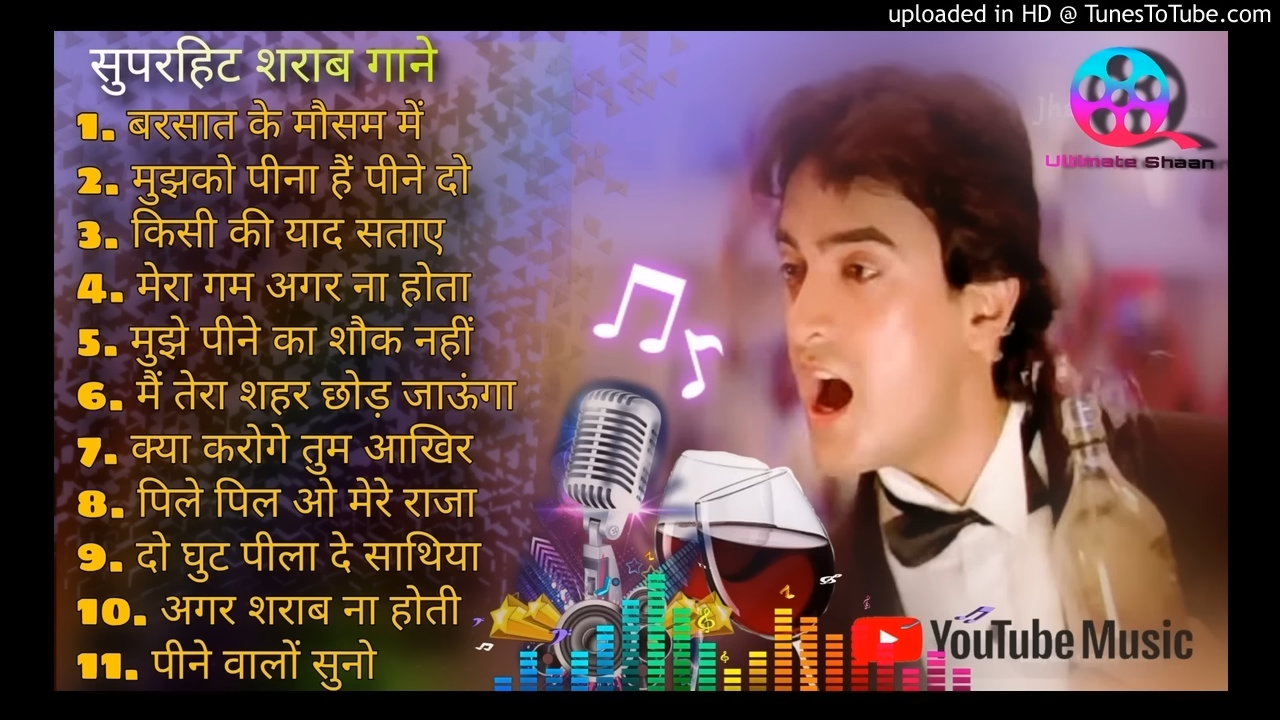 uploaded in HD @ TunesToTube.com
सुपरहिट शराब गाने
1. बरसात के मौसम में
2. मुझको पीना हैं पीने दो
3. किसी की याद सताए
4. मेरा गम अगर ना होता
5. मुझे पीने का शौक नहीं
6. मैं तेरा शहर छोड़ जाऊंगा
7. क्या करोगे तुम आखिर
8. पिले पिल ओ मेरे राजा
9. दो घुट पीला दे साथिया
10. अगर शराब ना होती
11. पीने वालों सुनो
Ultimate Shaan
YouTube Music